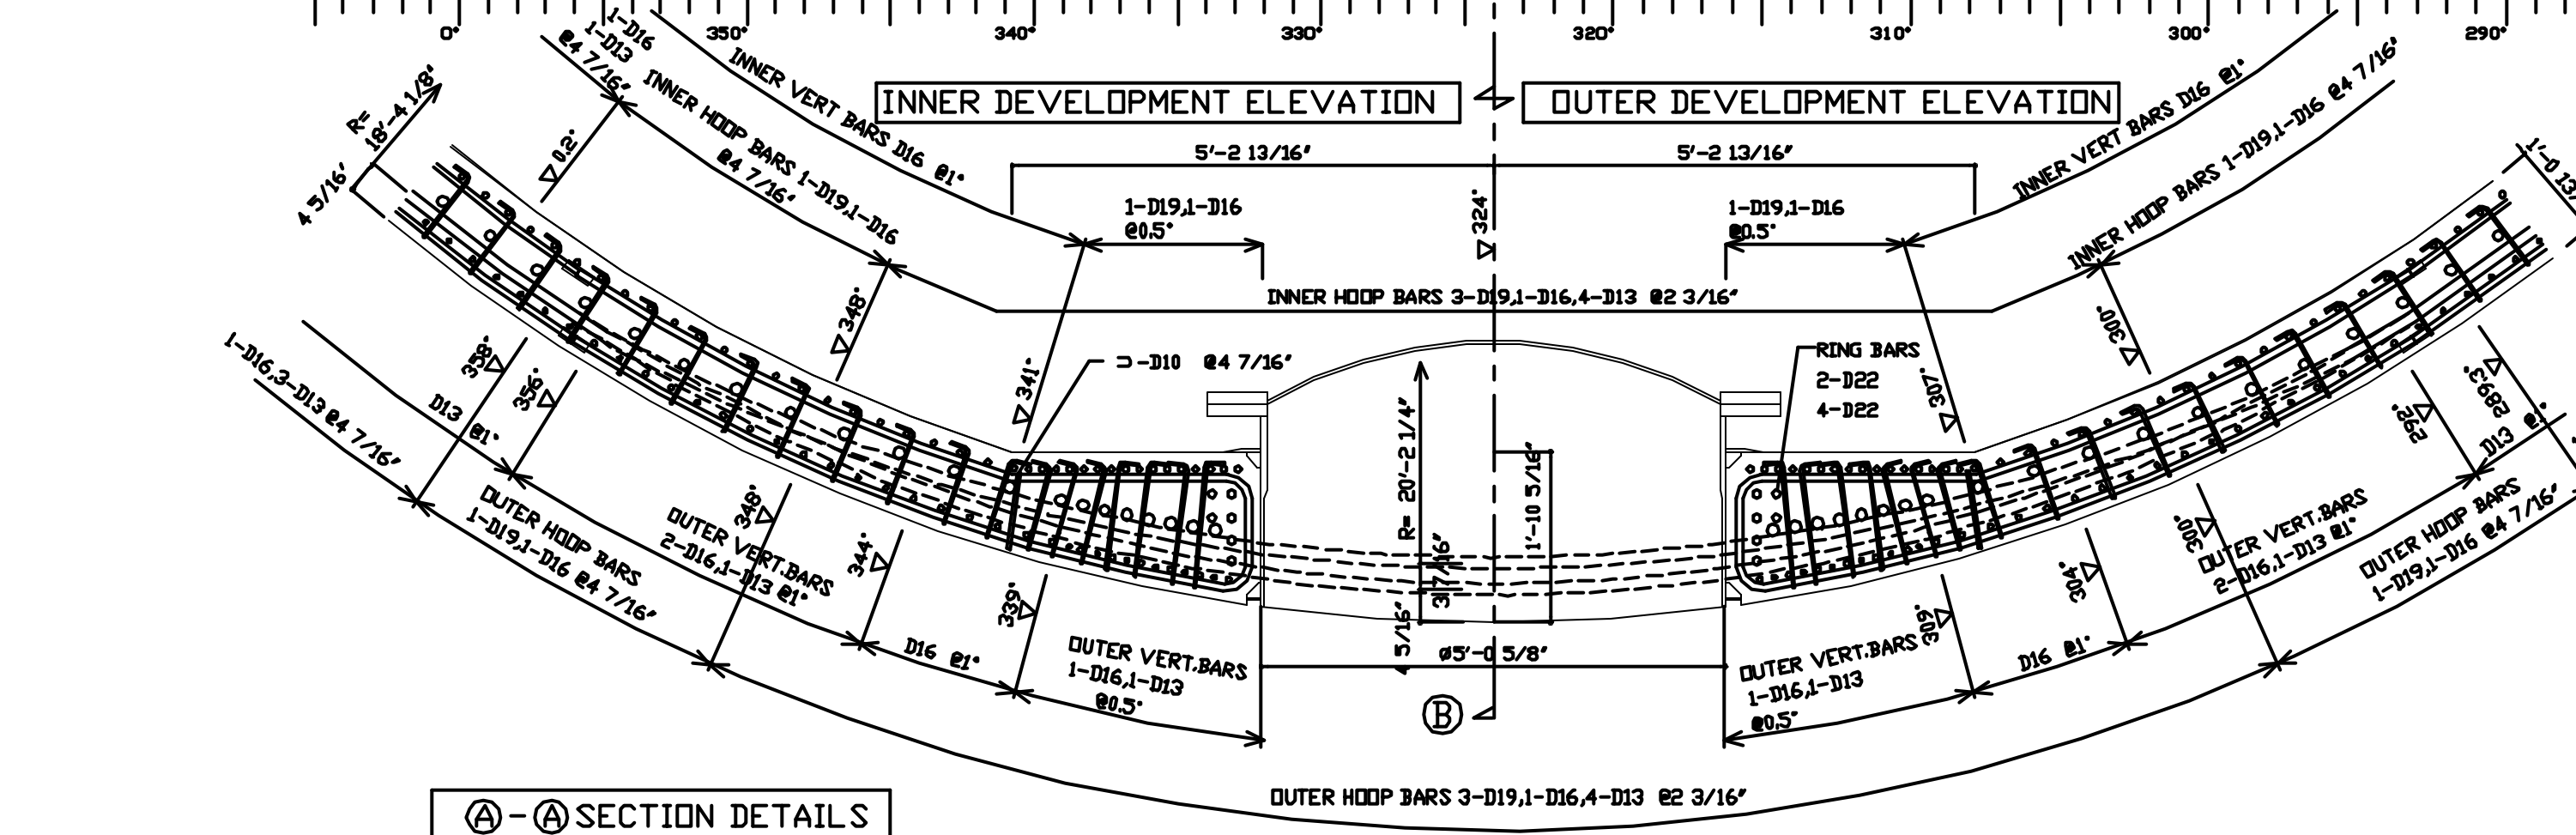 0° 350° 340° 330° 320° 310° 300° 290°
1-D16
1-D13
@4 7/16"
INNER VERT BARS D16 @1°
INNER DEVELOPMENT ELEVATION
OUTER DEVELOPMENT ELEVATION
INNER VERT BARS D16 @1°
INNER HOOP BARS 1-D19,1-D16 @4 7/16"
R=
18'-4 1/8"
4 5/16"
▽ 0.2°
INNER HOOP BARS 1-D19,1-D16
@4 7/16"
5'-2 13/16"
5'-2 13/16"
1-D19,1-D16
@0.5°
▽ 324°
1-D19,1-D16
@0.5°
INNER HOOP BARS 3-D19,1-D16,4-D13 @2 3/16"
▽ 348°
▽ 341°
⊐-D10 @4 7/16"
RING BARS
2-D22
4-D22
307° ▽
300° ▽
1-D16,3-D13 @4 7/16"
D13 @1°
358° ▽
356° ▽
R= 20'-2 1/4"
1'-10 5/16"
3 7/16"
4 5/16"
289.3° ▽
292° ▽
D13 @1°
OUTER HOOP BARS
1-D19,1-D16 @4 7/16"
OUTER VERT.BARS
2-D16,1-D13 @1°
348° ▽
344° ▽
339° ▽
309° ▽
304° ▽
300° ▽
OUTER VERT.BARS
2-D16,1-D13 @1°
OUTER HOOP BARS
1-D19,1-D16 @4 7/16"
D16 @1°
OUTER VERT.BARS
1-D16,1-D13
@0.5°
ø5'-0 5/8"
B
OUTER VERT.BARS
1-D16,1-D13
@0.5°
D16 @1°
OUTER HOOP BARS 3-D19,1-D16,4-D13 @2 3/16"
A-A SECTION DETAILS